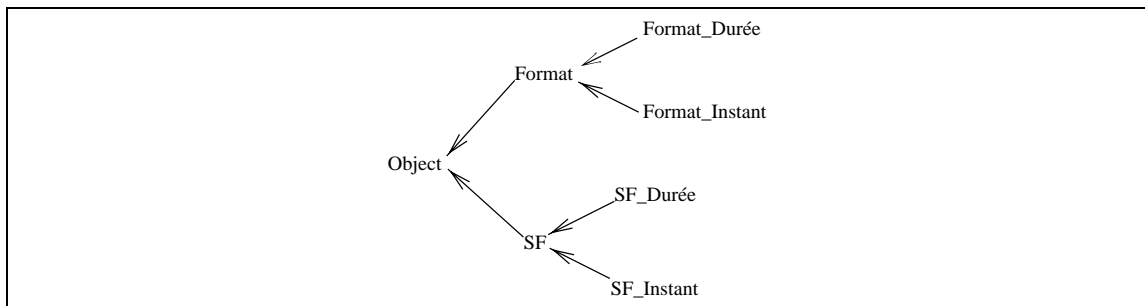 Format_Durée
Format
Format_Instant
Object
SF_Durée
SF
SF_Instant